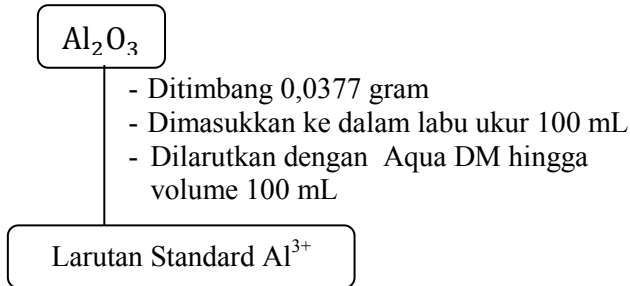 Al₂O₃
- Ditimbang 0,0377 gram
- Dimasukkan ke dalam labu ukur 100 mL
- Dilarutkan dengan Aqua DM hingga
volume 100 mL
Larutan Standard Al³⁺